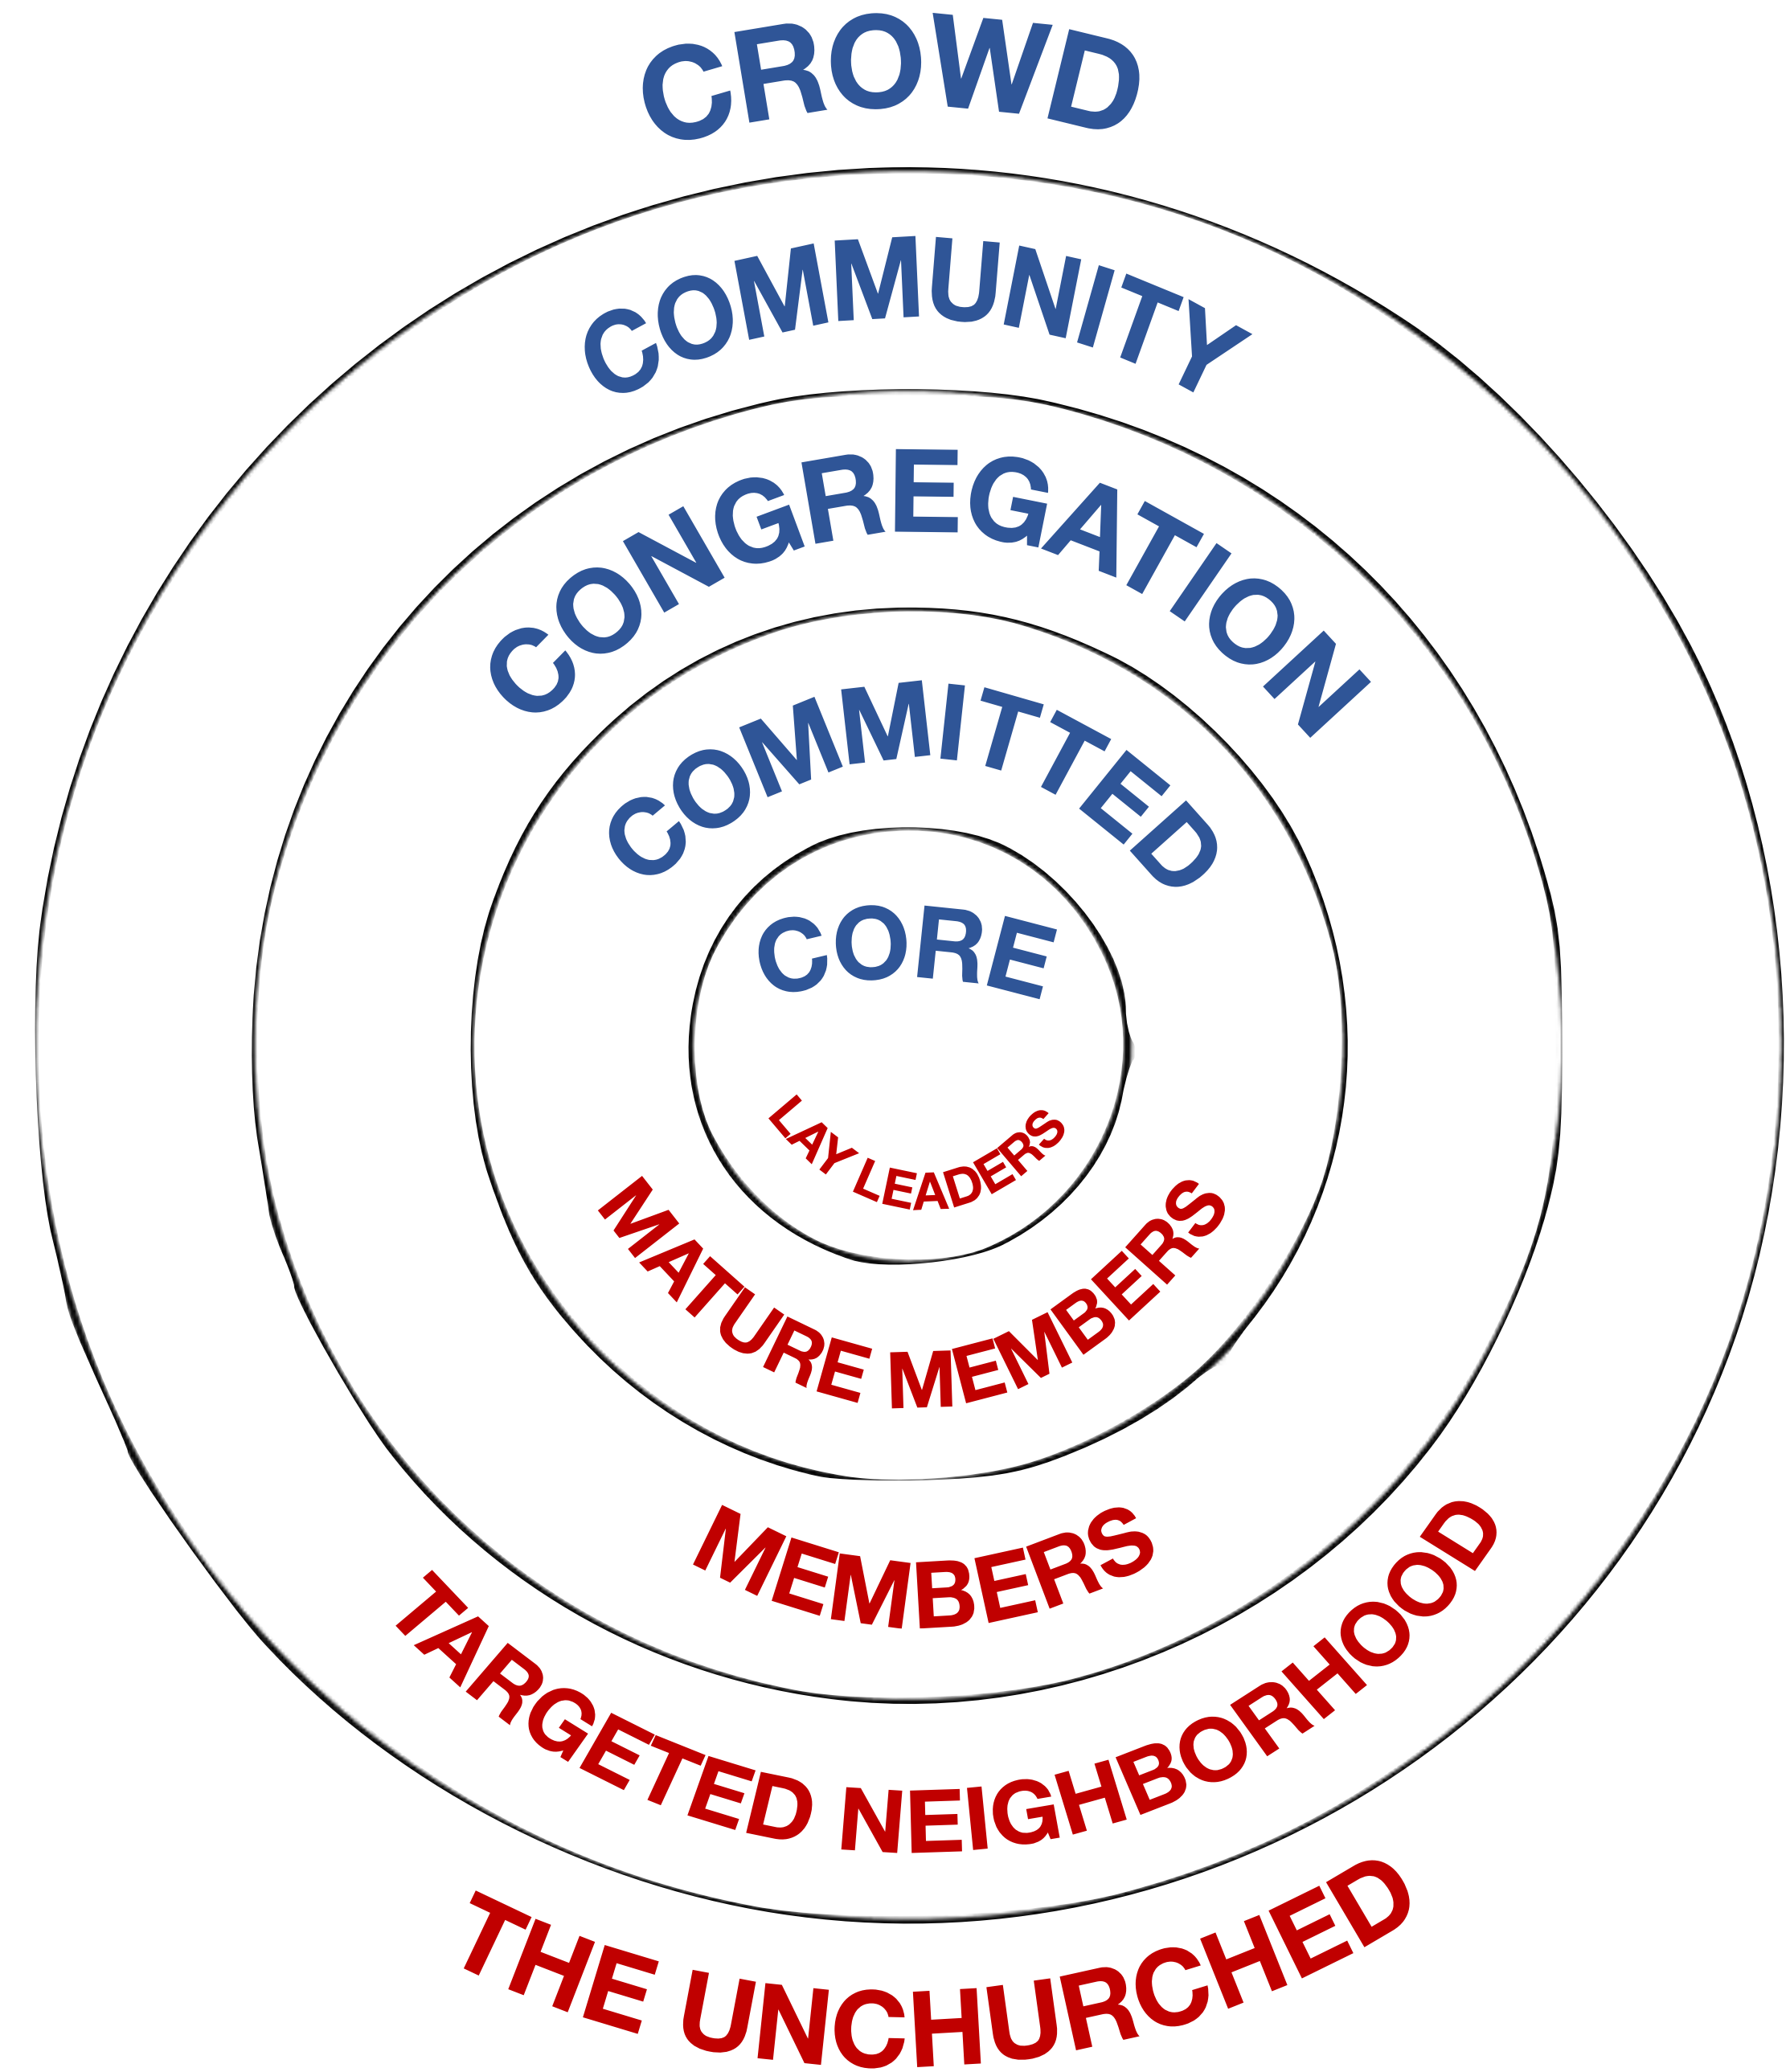 CROWD
COMMUNITY
CONGREGATION
COMMITTED
CORE
LAY LEADERS
MATURE MEMBERS
MEMBERS
TARGETED NEIGHBORHOOD
THE UNCHURCHED